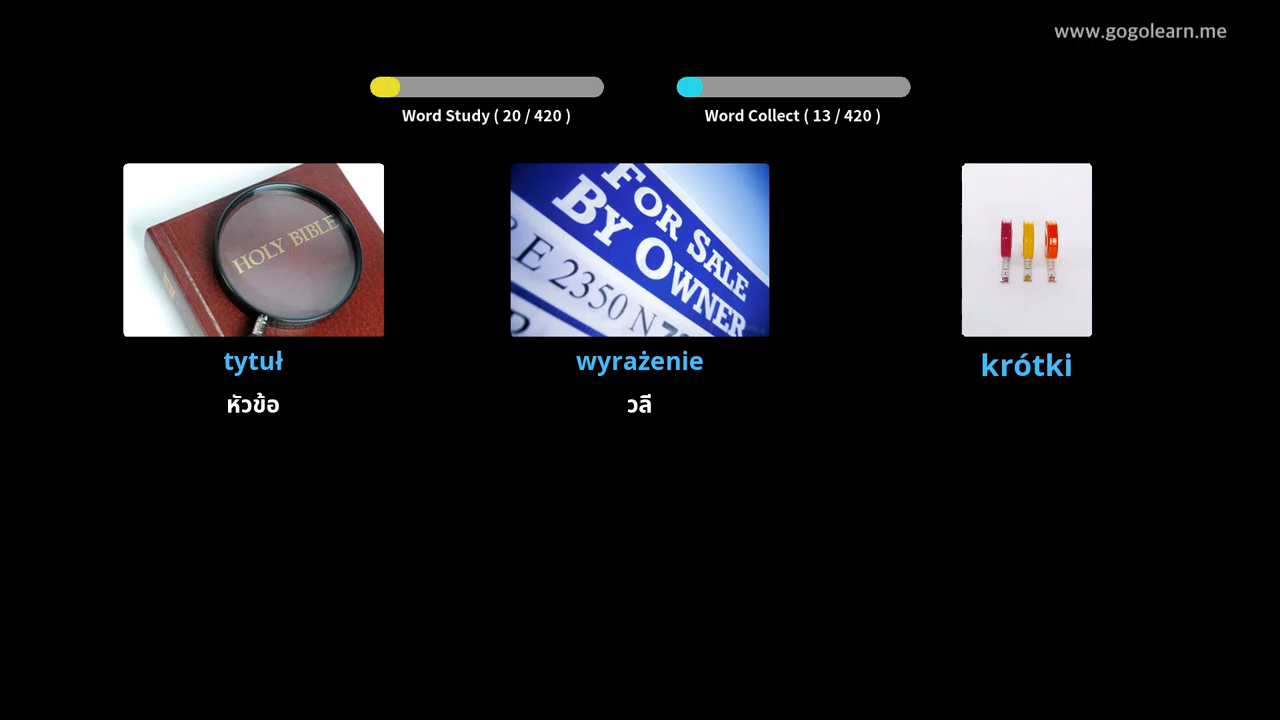 www.gogolearn.me
Word Study ( 20 / 420 )
Word Collect ( 13 / 420 )
HOLY BIBLE
FOR SALE
BY OWNER
E 2350 N
tytuł
wyrażenie
krótki
หัวข้อ
วลี